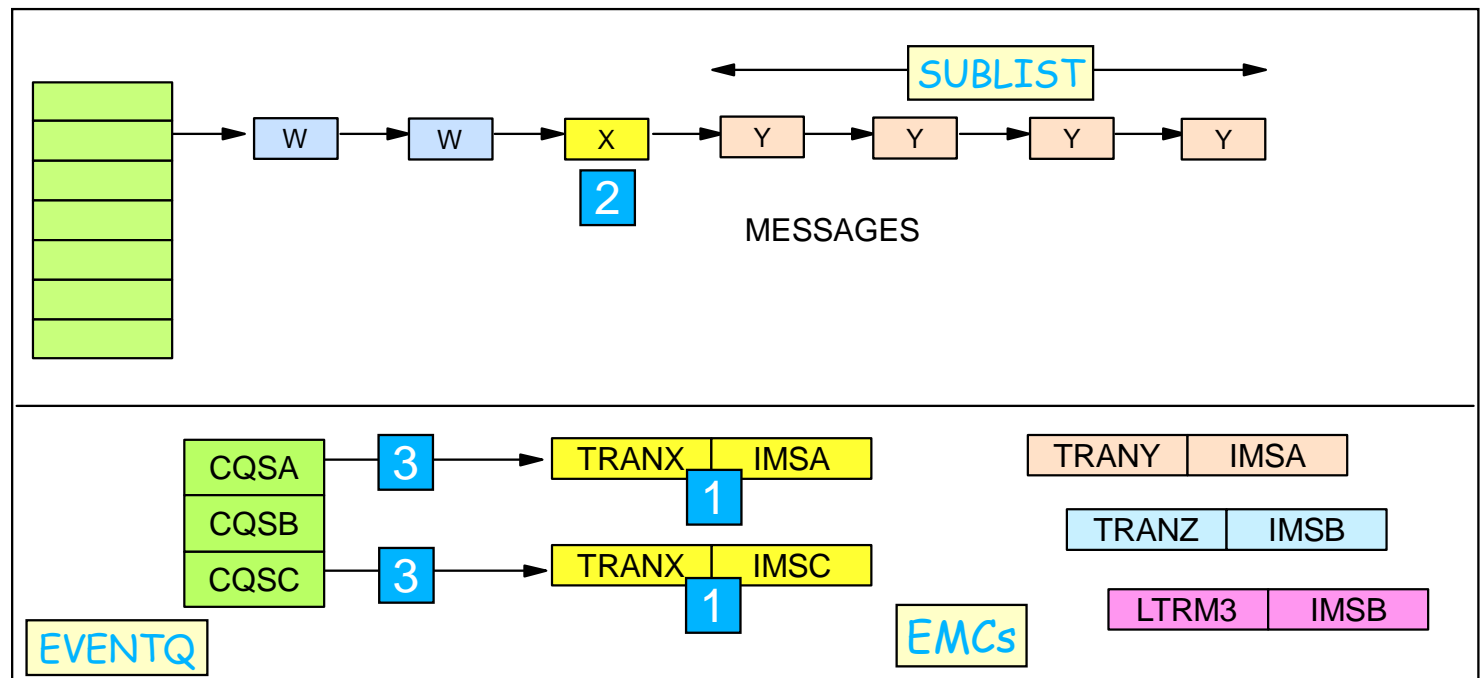 SUBLIST
W W X Y Y Y Y
2
MESSAGES
CQSA 3 TRANX IMSA
1
CQSB
CQSC 3 TRANX IMSC
1
TRANY IMSA
TRANZ IMSB
LTRM3 IMSB
EVENTQ
EMCs